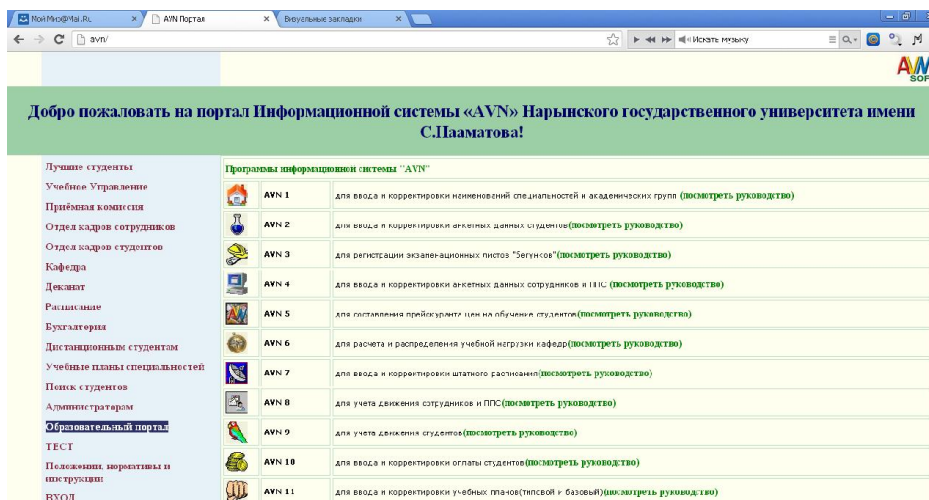 Мой Мир@Mail.Ru
AVN Портал
Визуальные закладки
avn/
Искать музыку
AVN
SOF
Добро пожаловать на портал Информационной системы «AVN» Нарынского государственного университета имени
С.Нааматова!
Лучшие студенты
Учебное Управление
Приёмная комиссия
Отдел кадров сотрудников
Отдел кадров студентов
Кафедра
Деканат
Расписание
Бухгалтерия
Дистанционным студентам
Учебные планы специальностей
Поиск студентов
Администраторам
Образовательный портал
ТЕСТ
Положения, нормативы и
инструкции
ВХОД
Программы информационной системы "AVN"
AVN 1 для ввода и корректировки наименований специальностей и академических групп (посмотреть руководство)
AVN 2 для ввода и корректировки анкетных данных студентов(посмотреть руководство)
AVN 3 для регистрации экзаменационных листов "бегунков"(посмотреть руководство)
AVN 4 для ввода и корректировки анкетных данных сотрудников и ППС (посмотреть руководство)
AVN 5 для составления прейскуранта цен на обучение студентов(посмотреть руководство)
AVN 6 для расчета и распределения учебной нагрузки кафедр(посмотреть руководство)
AVN 7 для ввода и корректировки штатного расписания(посмотреть руководство)
AVN 8 для учета движения сотрудников и ППС(посмотреть руководство)
AVN 9 для учета движения студентов(посмотреть руководство)
AVN 10 для ввода и корректировки оплаты студентов(посмотреть руководство)
AVN 11 для ввода и корректировки учебных планов(типовой и базовый)(посмотреть руководство)